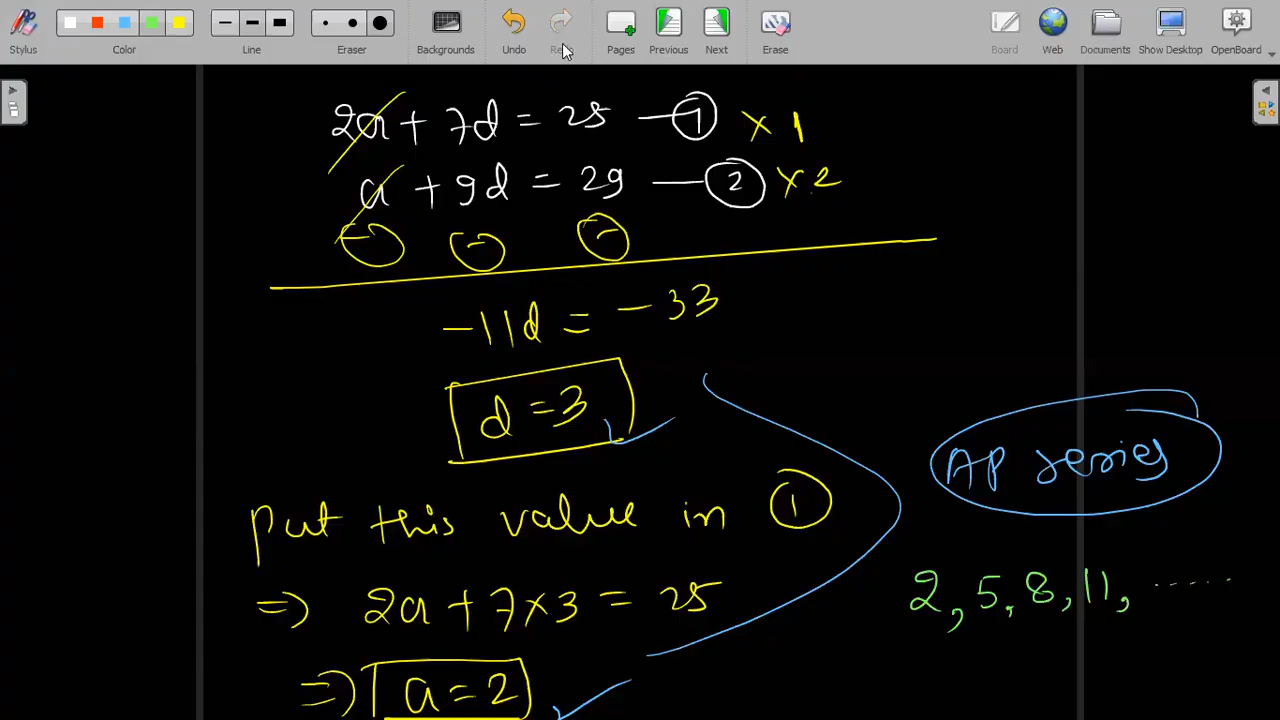 Stylus Color Line Eraser Backgrounds Undo Redo Pages Previous Next Erase Board Web Documents Show Desktop OpenBoard
2a + 7d = 25 — ① × 1
a + 9d = 29 — ② × 2
- - -
-11d = -33
d = 3
AP series
put this value in ①
2, 5, 8, 11, ......
⇒ 2a + 7×3 = 25
⇒ a = 2